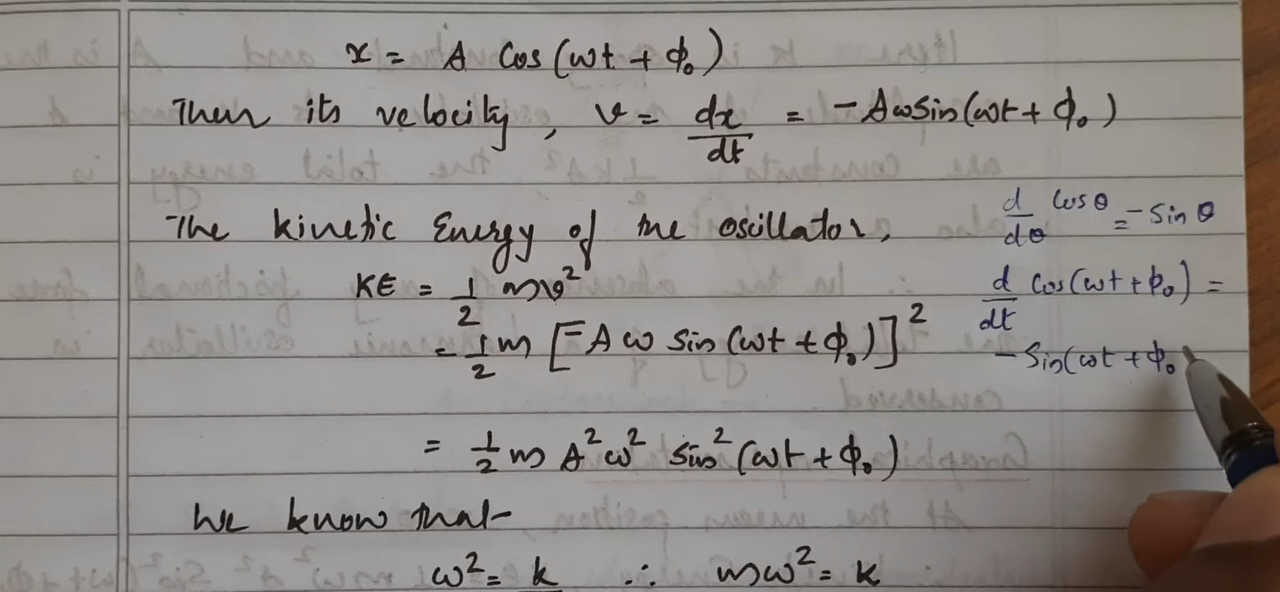 x = A Cos(ωt + ϕ₀)
Then its velocity, v = dx/dt = -Aω Sin(ωt + ϕ₀)
The kinetic Energy of the oscillator,
KE = 1/2 mv²
= 1/2 m [-A ω Sin(ωt + ϕ₀)]²
= 1/2 m A² ω² Sin²(ωt + ϕ₀)
We know that
ω² = k ∴ mω² = k
d/dθ Cosθ = - Sin θ
d/dt Cos(ωt + ϕ₀) =
- Sin(ωt + ϕ₀